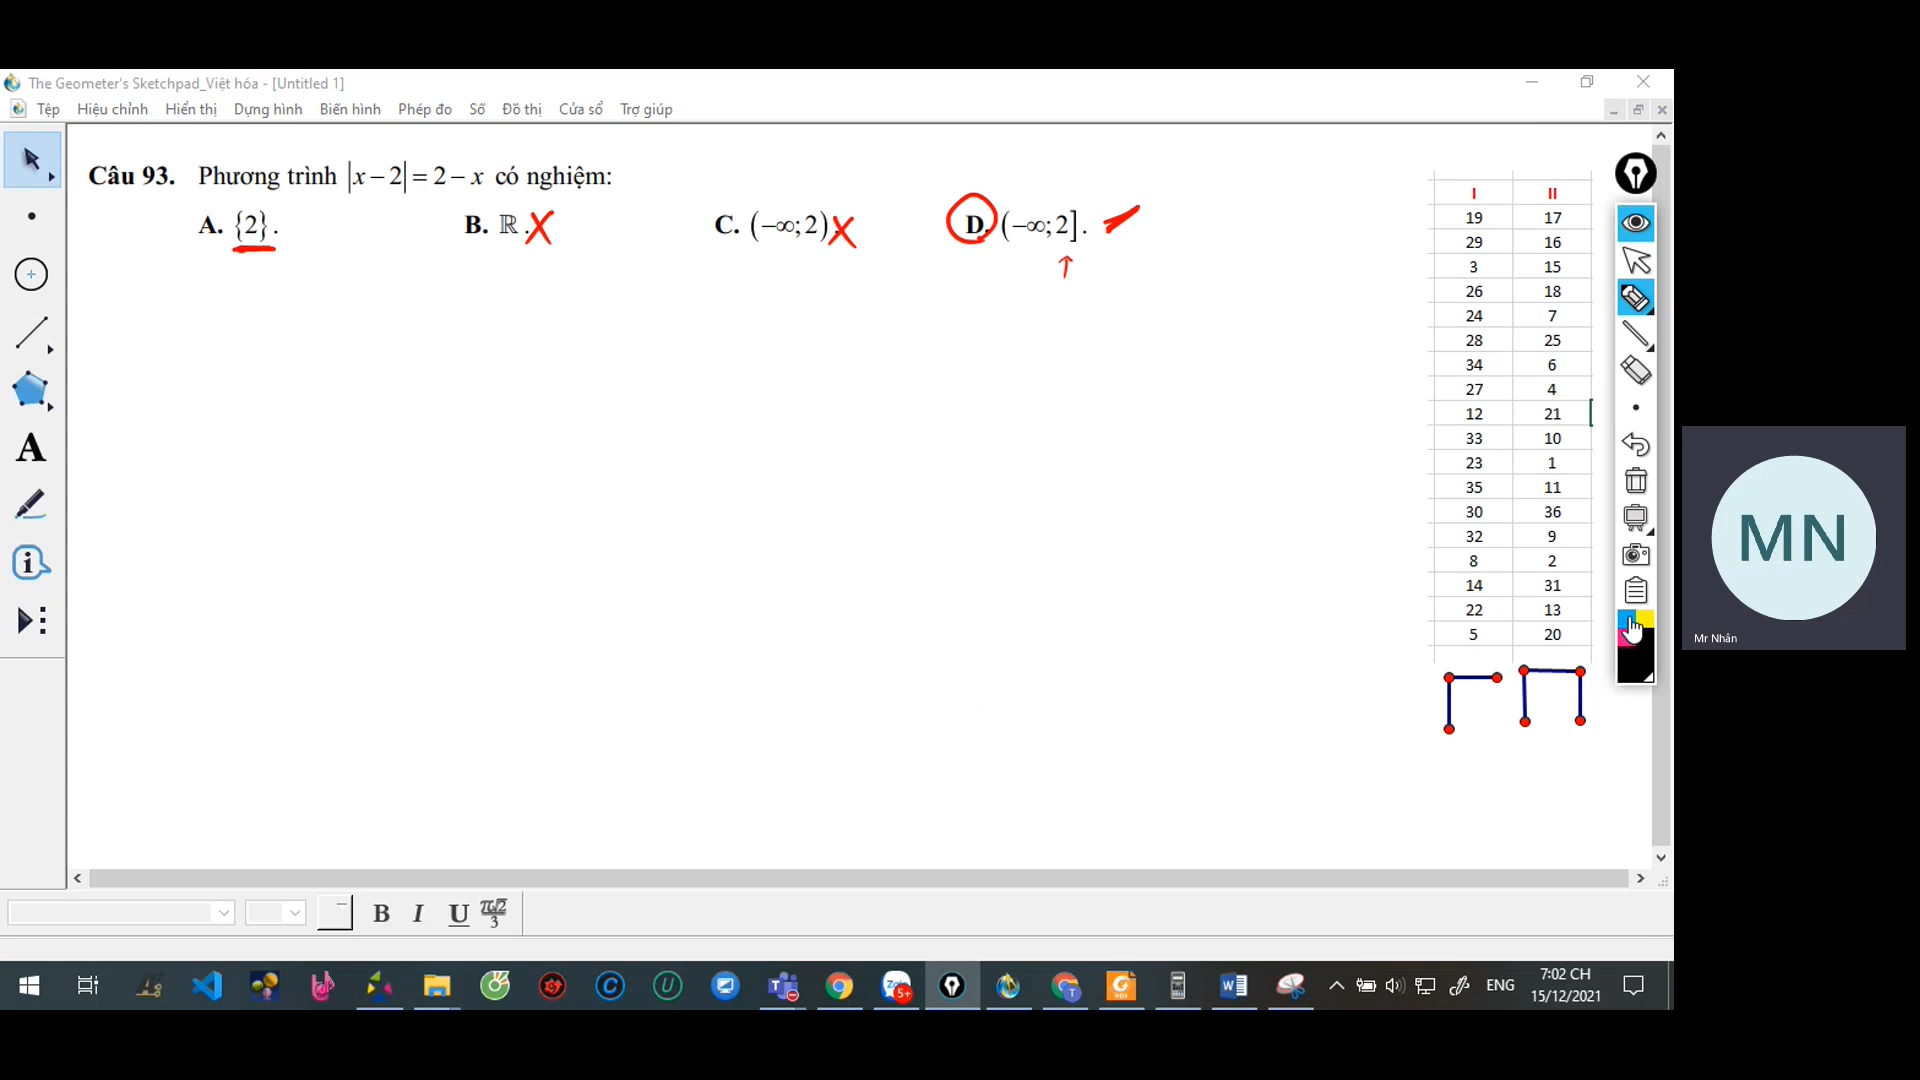 The Geometer's Sketchpad_Việt hóa - [Untitled 1]
Tệp Hiệu chỉnh Hiển thị Dựng hình Biến hình Phép đo Số Đồ thị Cửa sổ Trợ giúp
Câu 93. Phương trình |x − 2| = 2 − x có nghiệm:
A. {2}. B. ℝ. C. (−∞; 2). D. (−∞; 2].
I II
19 17
29 16
3 15
26 18
24 7
28 25
34 6
27 4
12 21
33 10
23 1
35 11
30 36
32 9
8 2
14 31
22 13
5 20
A
MN
Mr Nhân
B I U π√2/3
5+
ENG
7:02 CH
15/12/2021